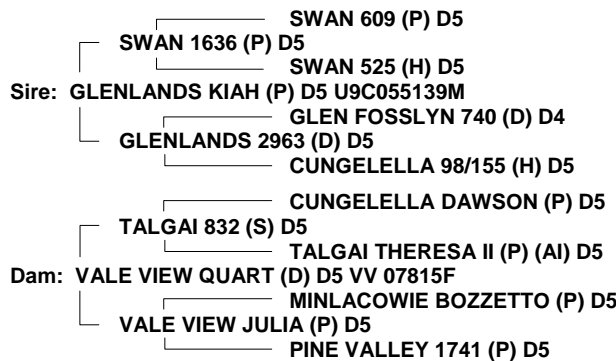 SWAN 609 (P) D5
SWAN 1636 (P) D5
SWAN 525 (H) D5
Sire: GLENLANDS KIAH (P) D5 U9C055139M
GLEN FOSSLYN 740 (D) D4
GLENLANDS 2963 (D) D5
CUNGELELLA 98/155 (H) D5
CUNGELELLA DAWSON (P) D5
TALGAI 832 (S) D5
TALGAI THERESA II (P) (AI) D5
Dam: VALE VIEW QUART (D) D5 VV 07815F
MINLACOWIE BOZZETTO (P) D5
VALE VIEW JULIA (P) D5
PINE VALLEY 1741 (P) D5